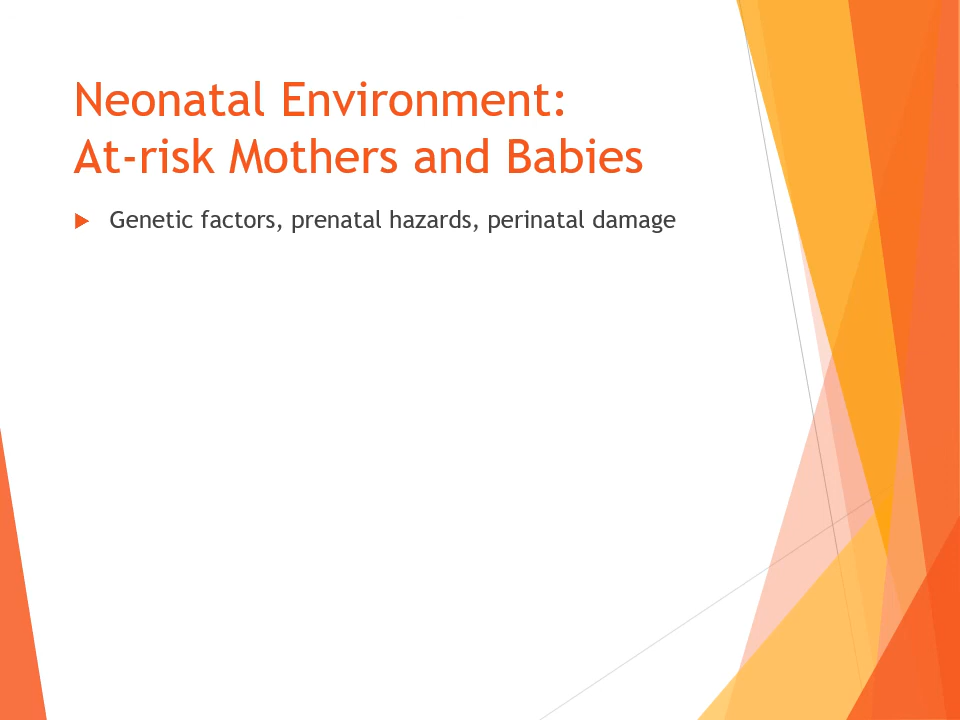 Neonatal Environment:
At-risk Mothers and Babies
Genetic factors, prenatal hazards, perinatal damage